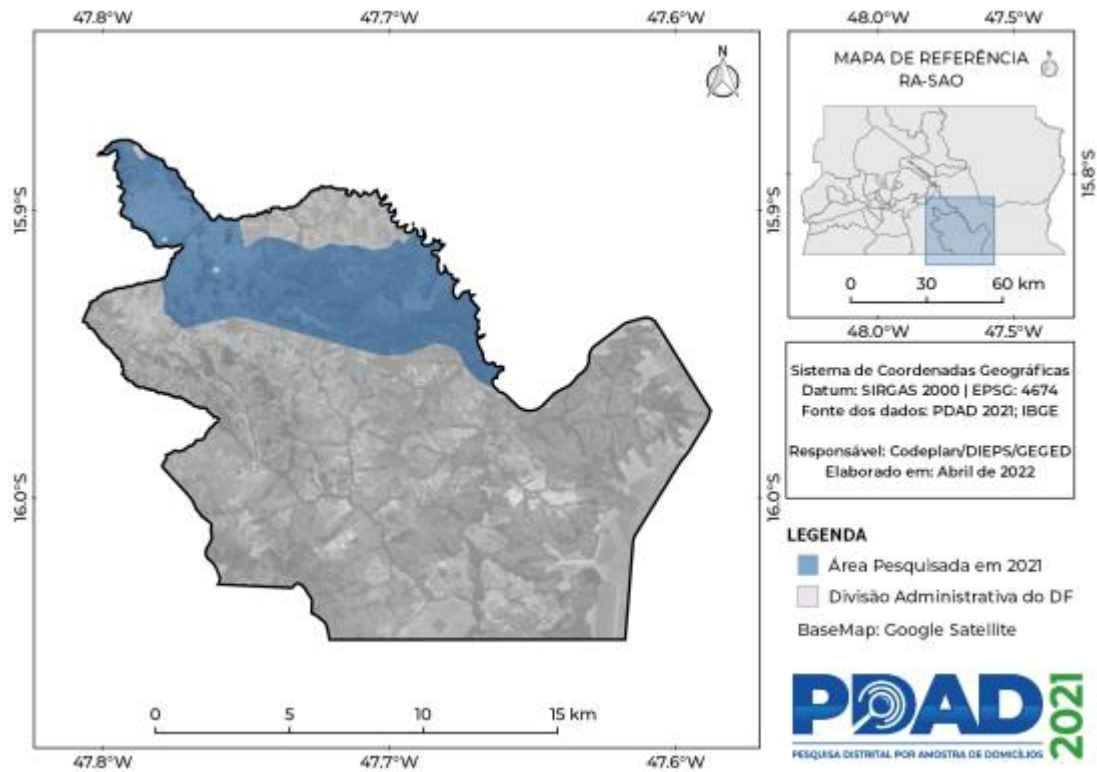 47.8°W 47.7°W 47.6°W
48.0°W 47.5°W
N
MAPA DE REFERÊNCIA
RA-SAO
15.9°S
15.9°S
15.8°S
0 30 60 km
48.0°W 47.5°W
16.0°S
16.0°S
Sistema de Coordenadas Geográficas
Datum: SIRGAS 2000 | EPSG: 4674
Fonte dos dados: PDAD 2021; IBGE
Responsável: Codeplan/DIEPS/GEGED
Elaborado em: Abril de 2022
LEGENDA
Área Pesquisada em 2021
Divisão Administrativa do DF
BaseMap: Google Satellite
0 5 10 15 km
47.8°W 47.7°W 47.6°W
PDAD 2021
PESQUISA DISTRITAL POR AMOSTRA DE DOMICÍLIOS